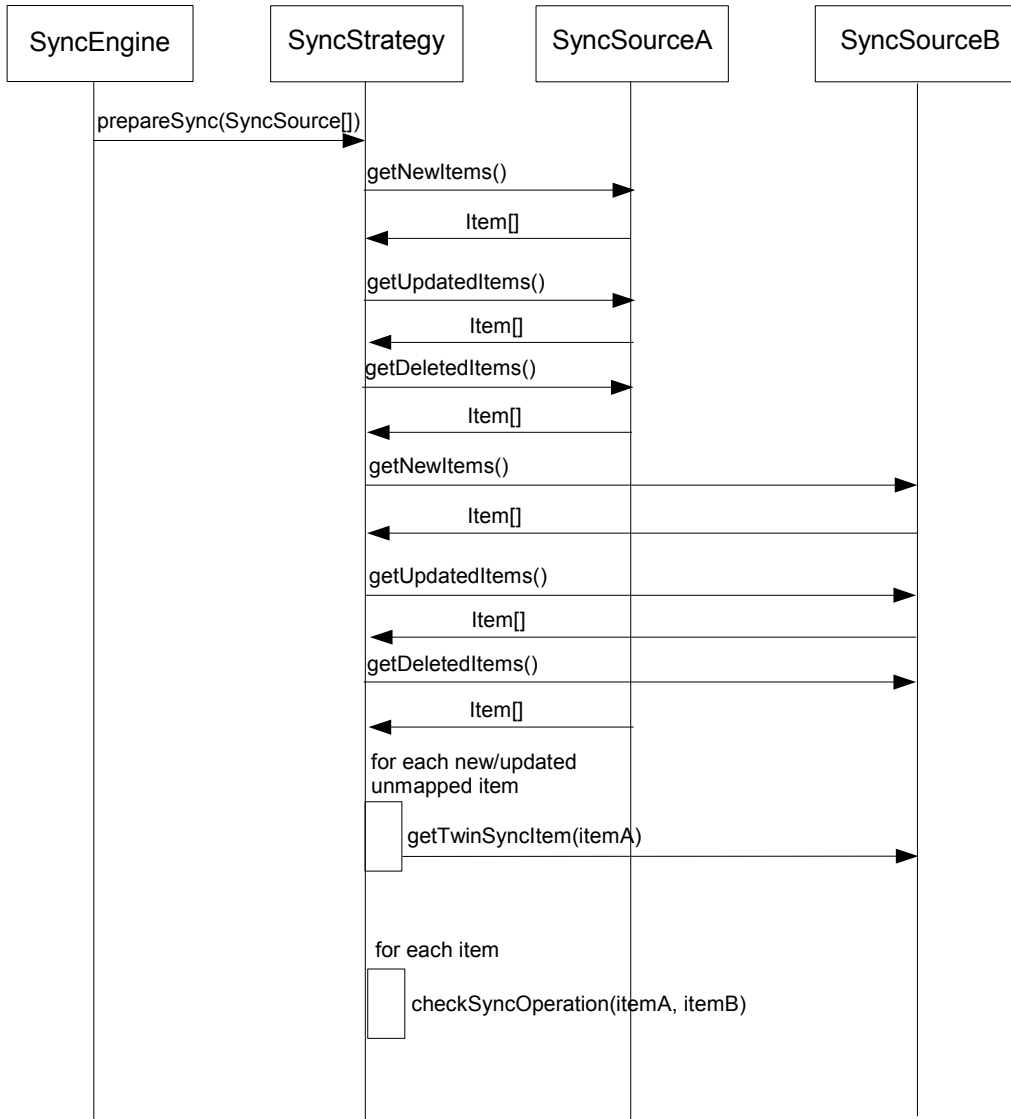 SyncEngine
SyncStrategy
SyncSourceA
SyncSourceB
prepareSync(SyncSource[])
getNewItems()
Item[]
getUpdatedItems()
Item[]
getDeletedItems()
Item[]
getNewItems()
Item[]
getUpdatedItems()
Item[]
getDeletedItems()
Item[]
for each new/updated
unmapped item
getTwinSyncItem(itemA)
for each item
checkSyncOperation(itemA, itemB)